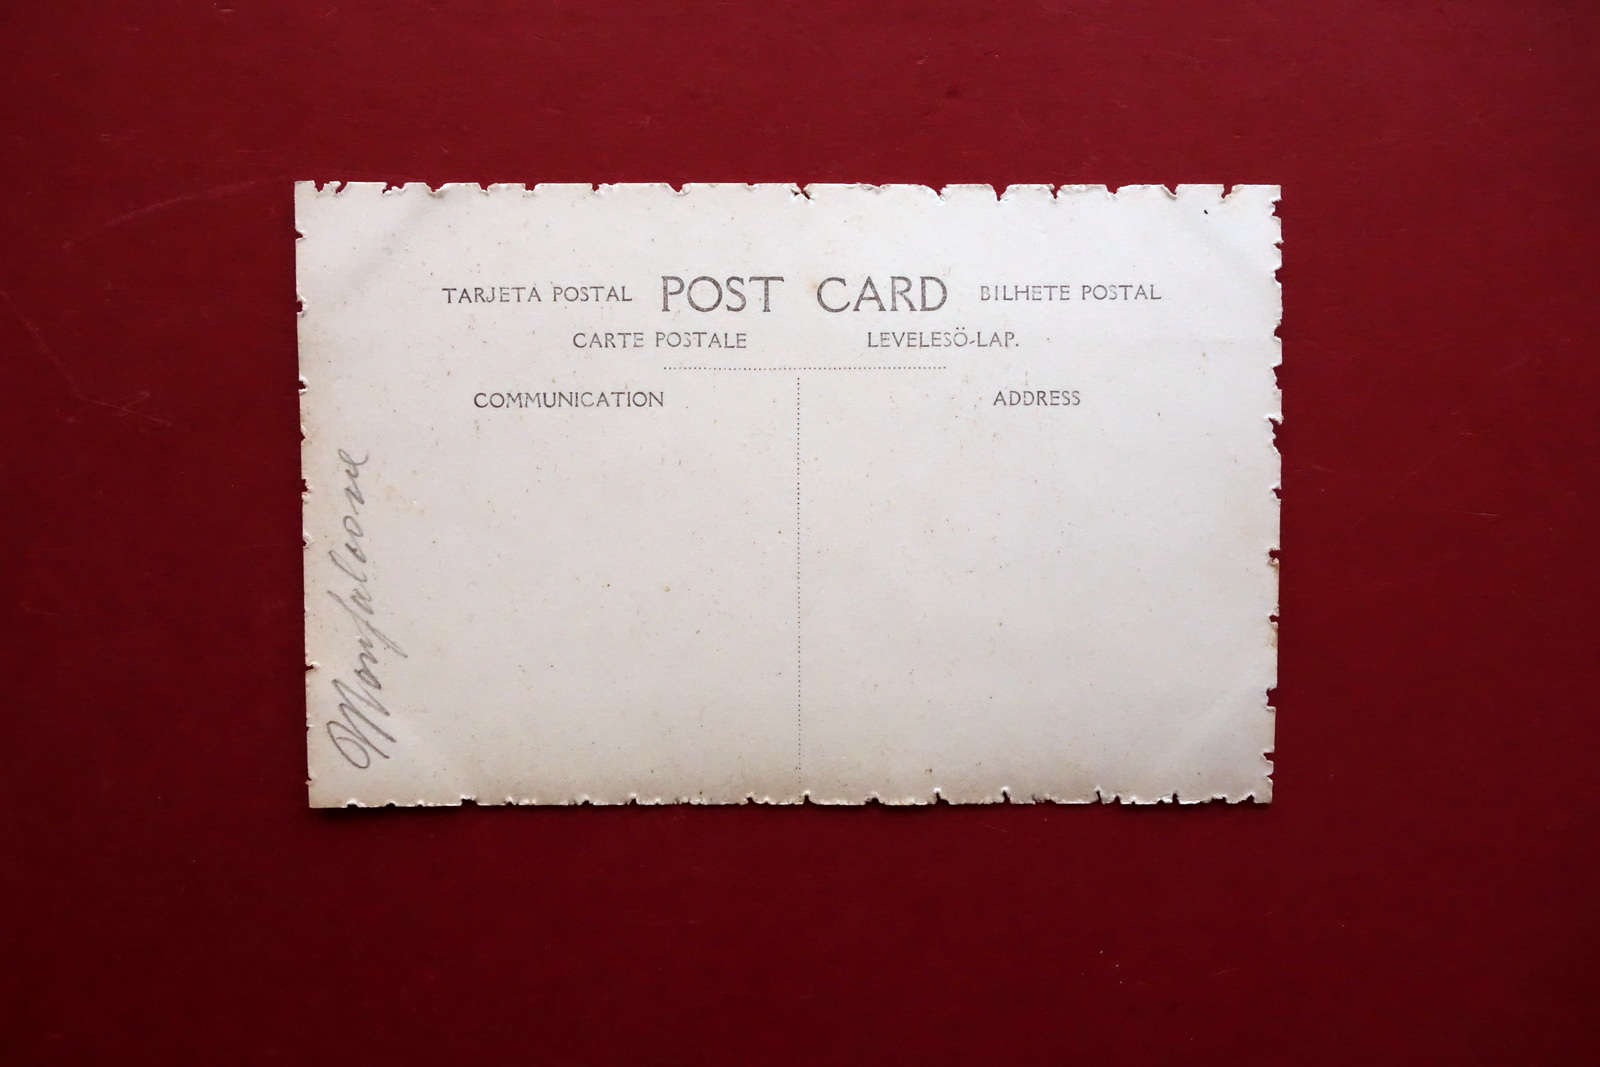 TARJETA POSTAL POST CARD BILHETE POSTAL
CARTE POSTALE LEVELESÖ-LAP.
COMMUNICATION ADDRESS
Monfalcone